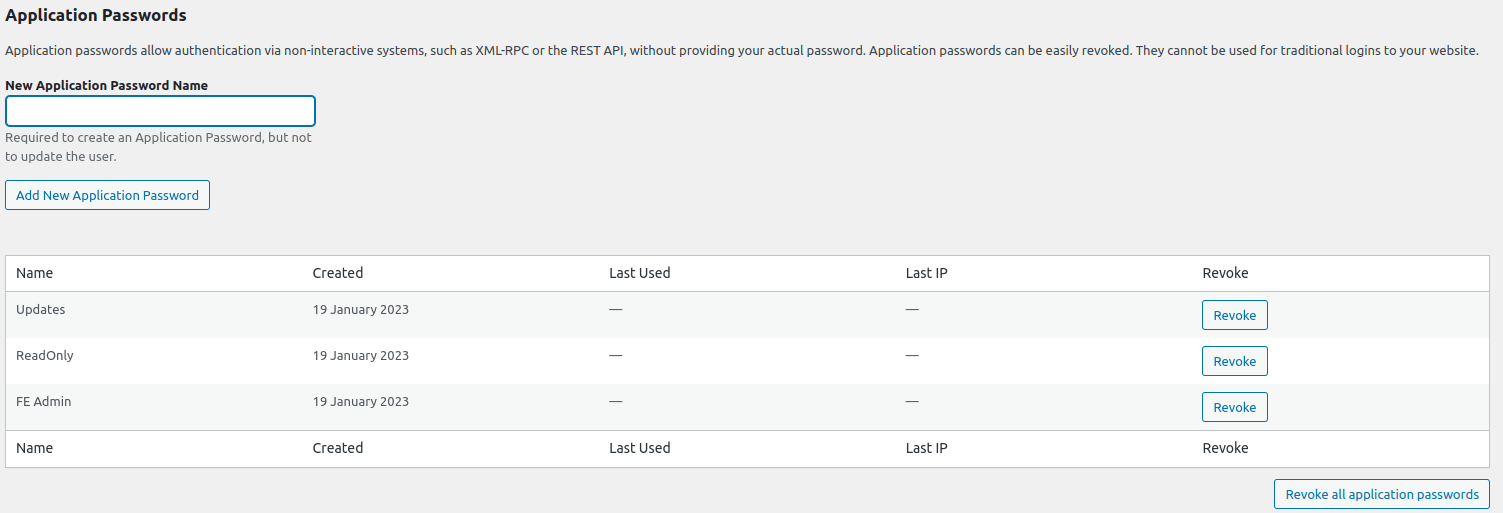 Application Passwords
Application passwords allow authentication via non-interactive systems, such as XML-RPC or the REST API, without providing your actual password. Application passwords can be easily revoked. They cannot be used for traditional logins to your website.
New Application Password Name
Required to create an Application Password, but not
to update the user.
Add New Application Password
Name Created Last Used Last IP Revoke
Updates 19 January 2023 — — Revoke
ReadOnly 19 January 2023 — — Revoke
FE Admin 19 January 2023 — — Revoke
Name Created Last Used Last IP Revoke
Revoke all application passwords